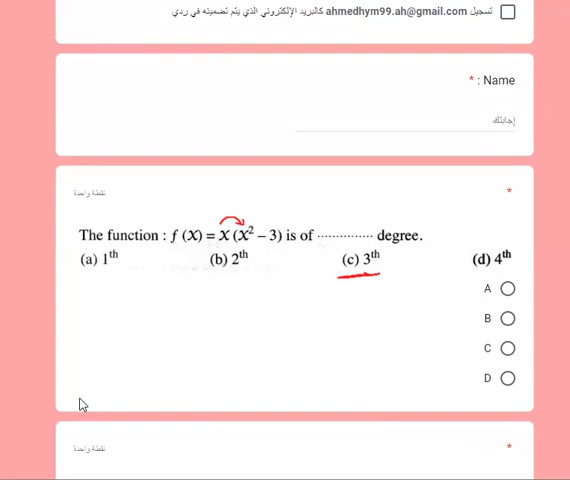 تسجيل ahmedhym99.ah@gmail.com كالبريد الإلكتروني الذي يتم تضمينه في ردي
Name : *
إجابتك
نقطة واحدة *
The function : f (X) = X (X² – 3) is of ·············· degree.
(a) 1ᵗʰ (b) 2ᵗʰ (c) 3ᵗʰ (d) 4ᵗʰ
A
B
C
D
نقطة واحدة *